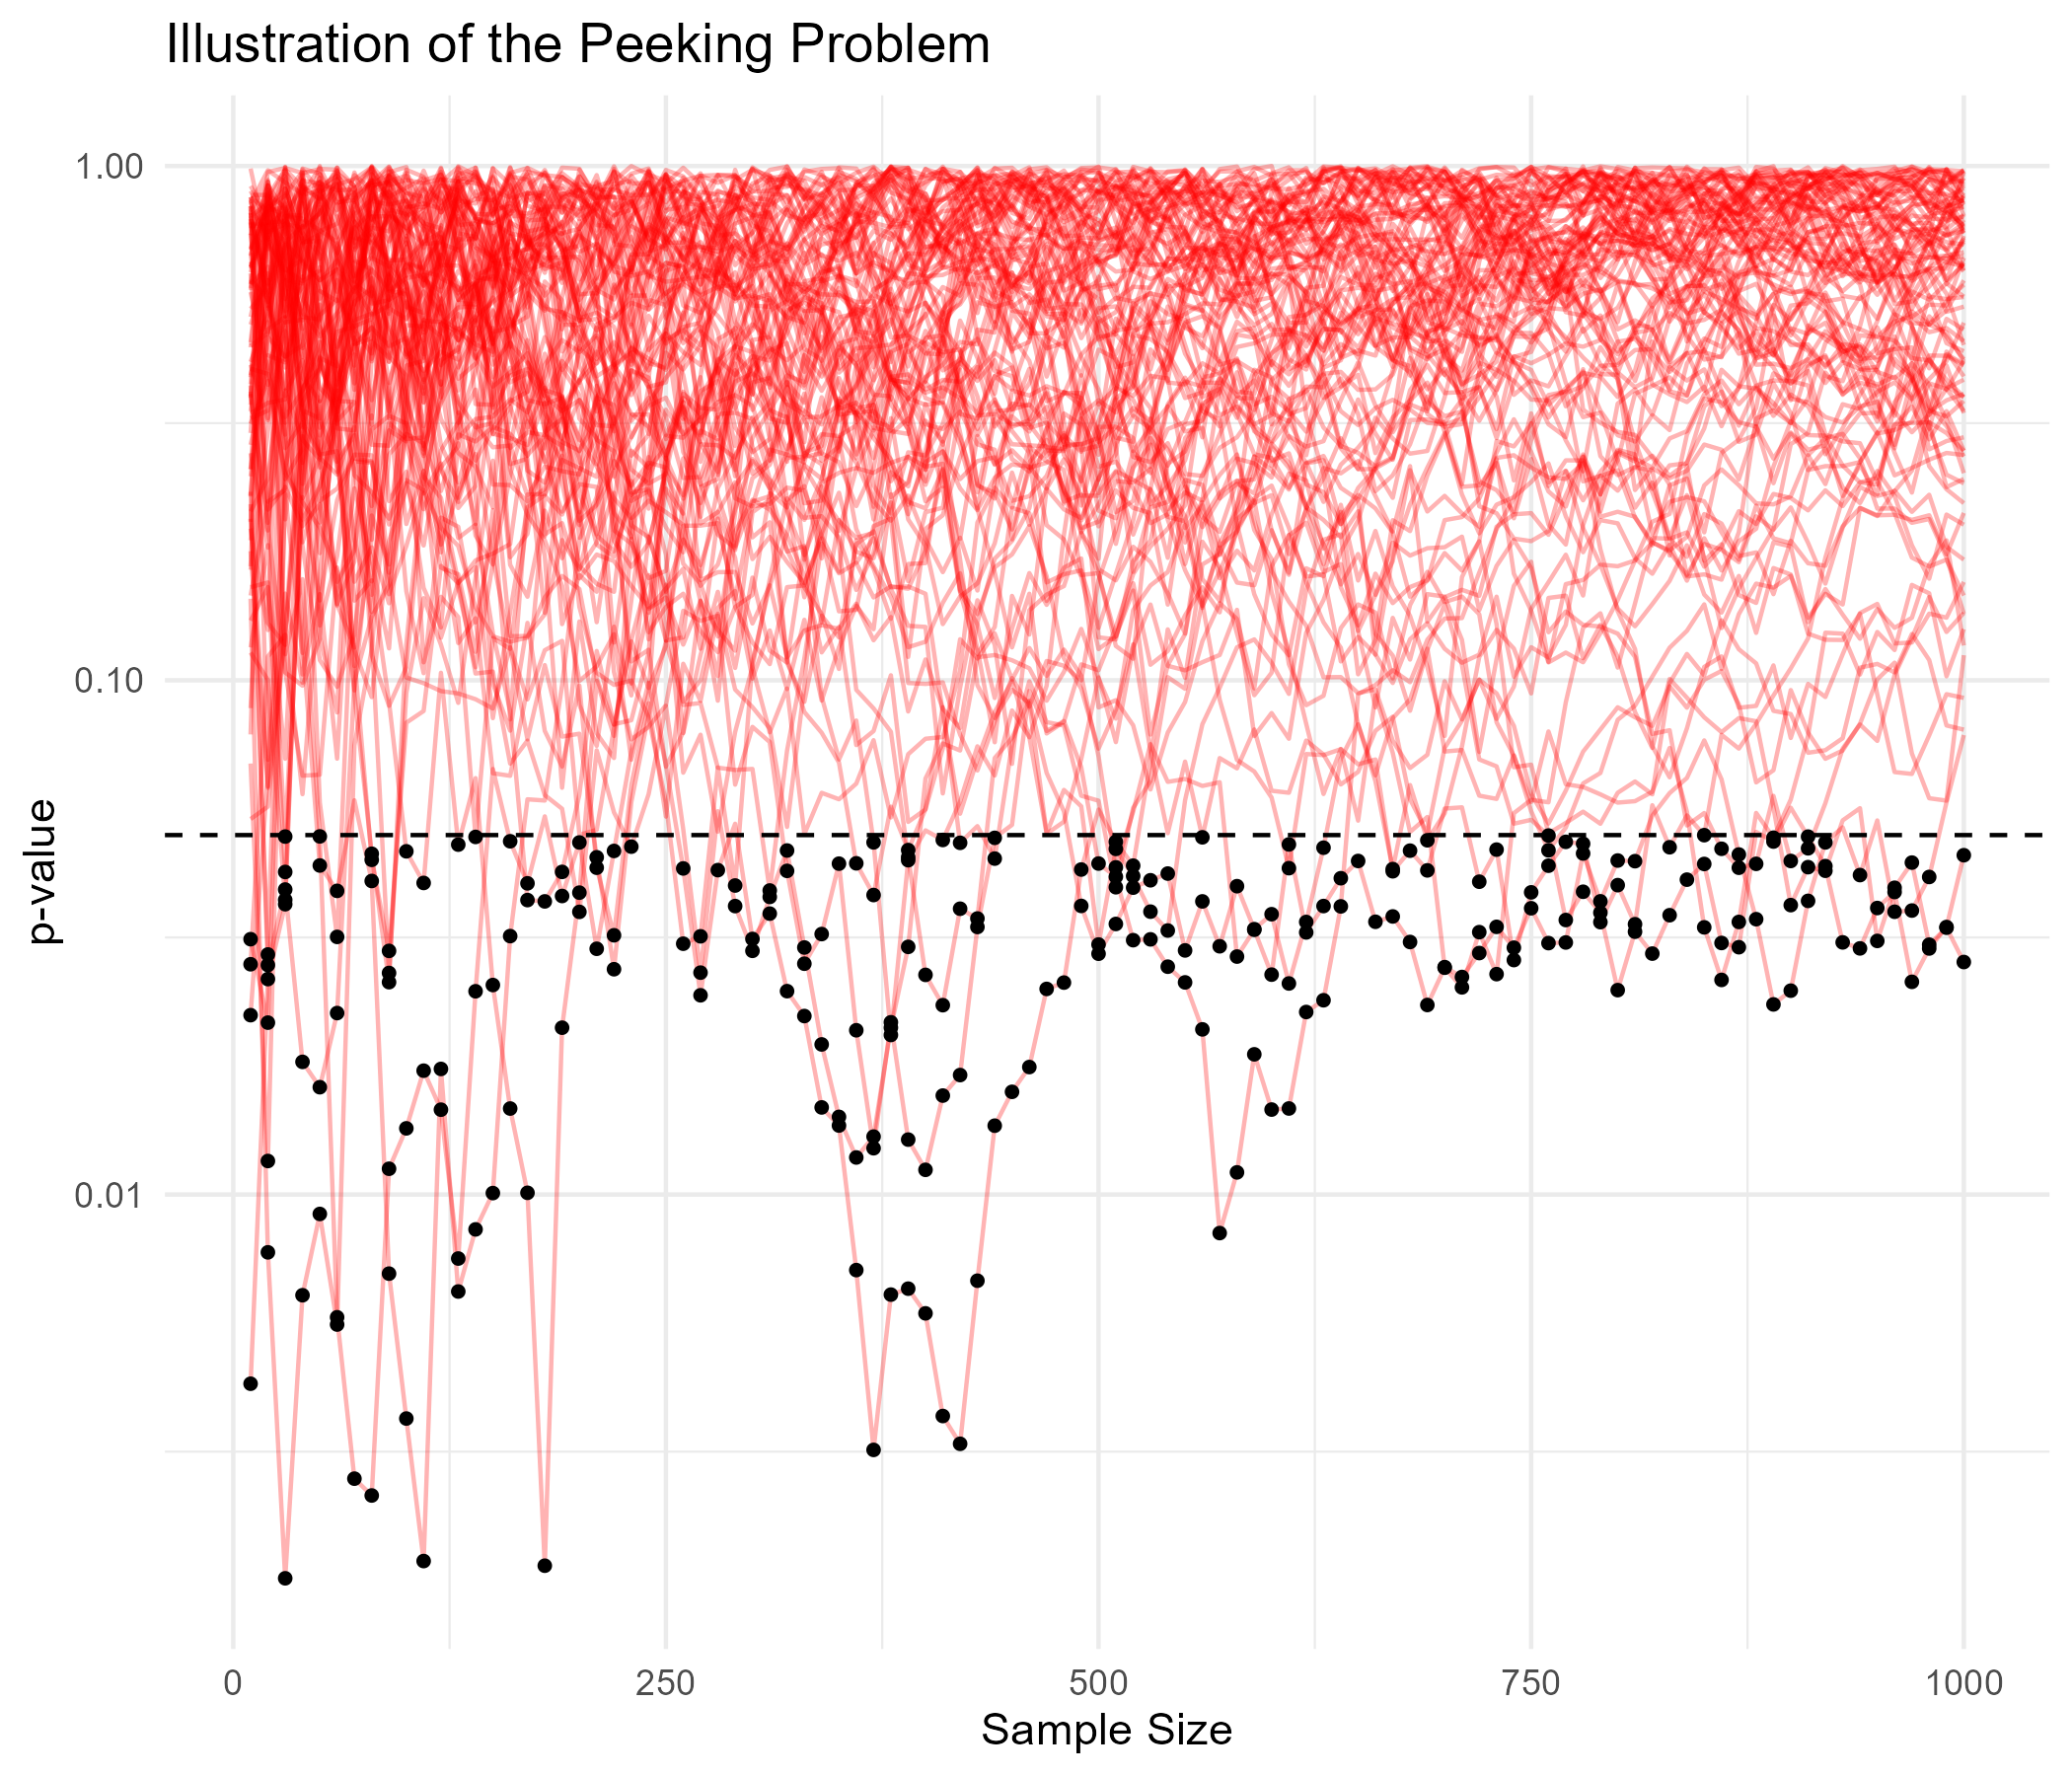 Illustration of the Peeking Problem
1.00
0.10
0.01
p-value
0
250
500
750
1000
Sample Size